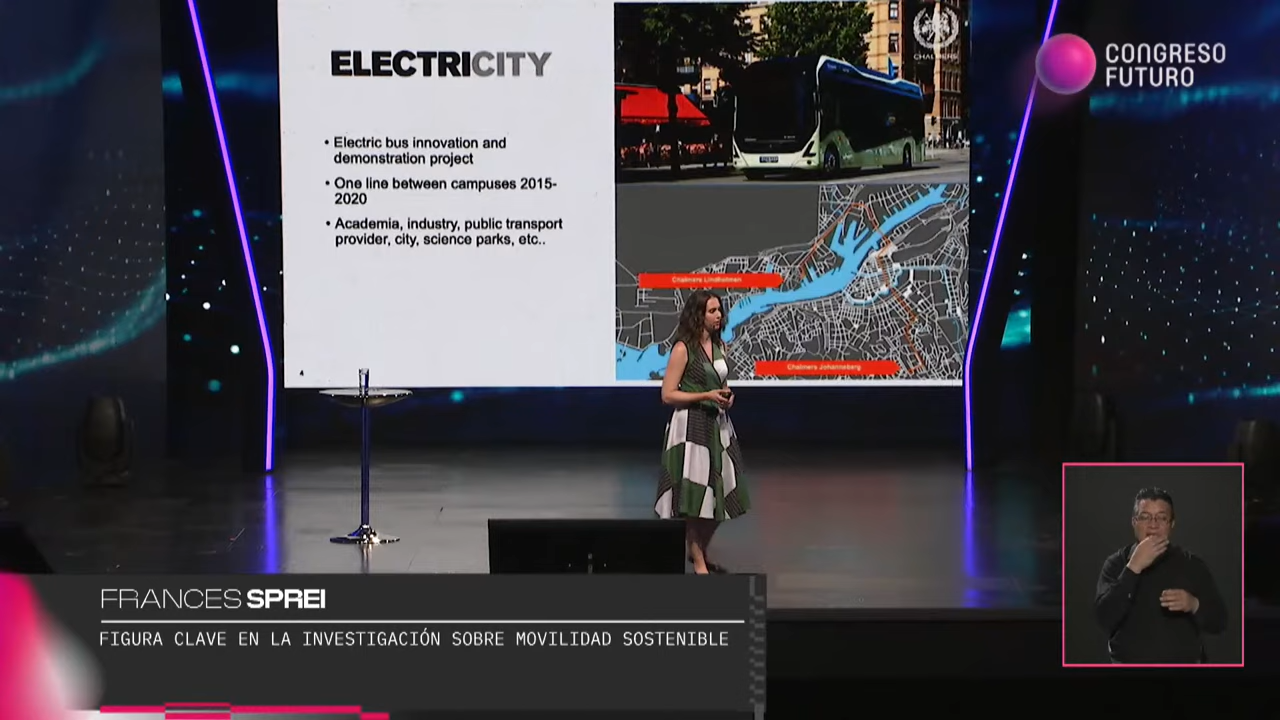 ELECTRICITY
• Electric bus innovation and
demonstration project
• One line between campuses 2015-
2020
• Academia, industry, public transport
provider, city, science parks, etc..
4
CHALMERS
Chalmers Lindholmen
Chalmers Johanneberg
CONGRESO
FUTURO
FRANCES SPREI
FIGURA CLAVE EN LA INVESTIGACIÓN SOBRE MOVILIDAD SOSTENIBLE